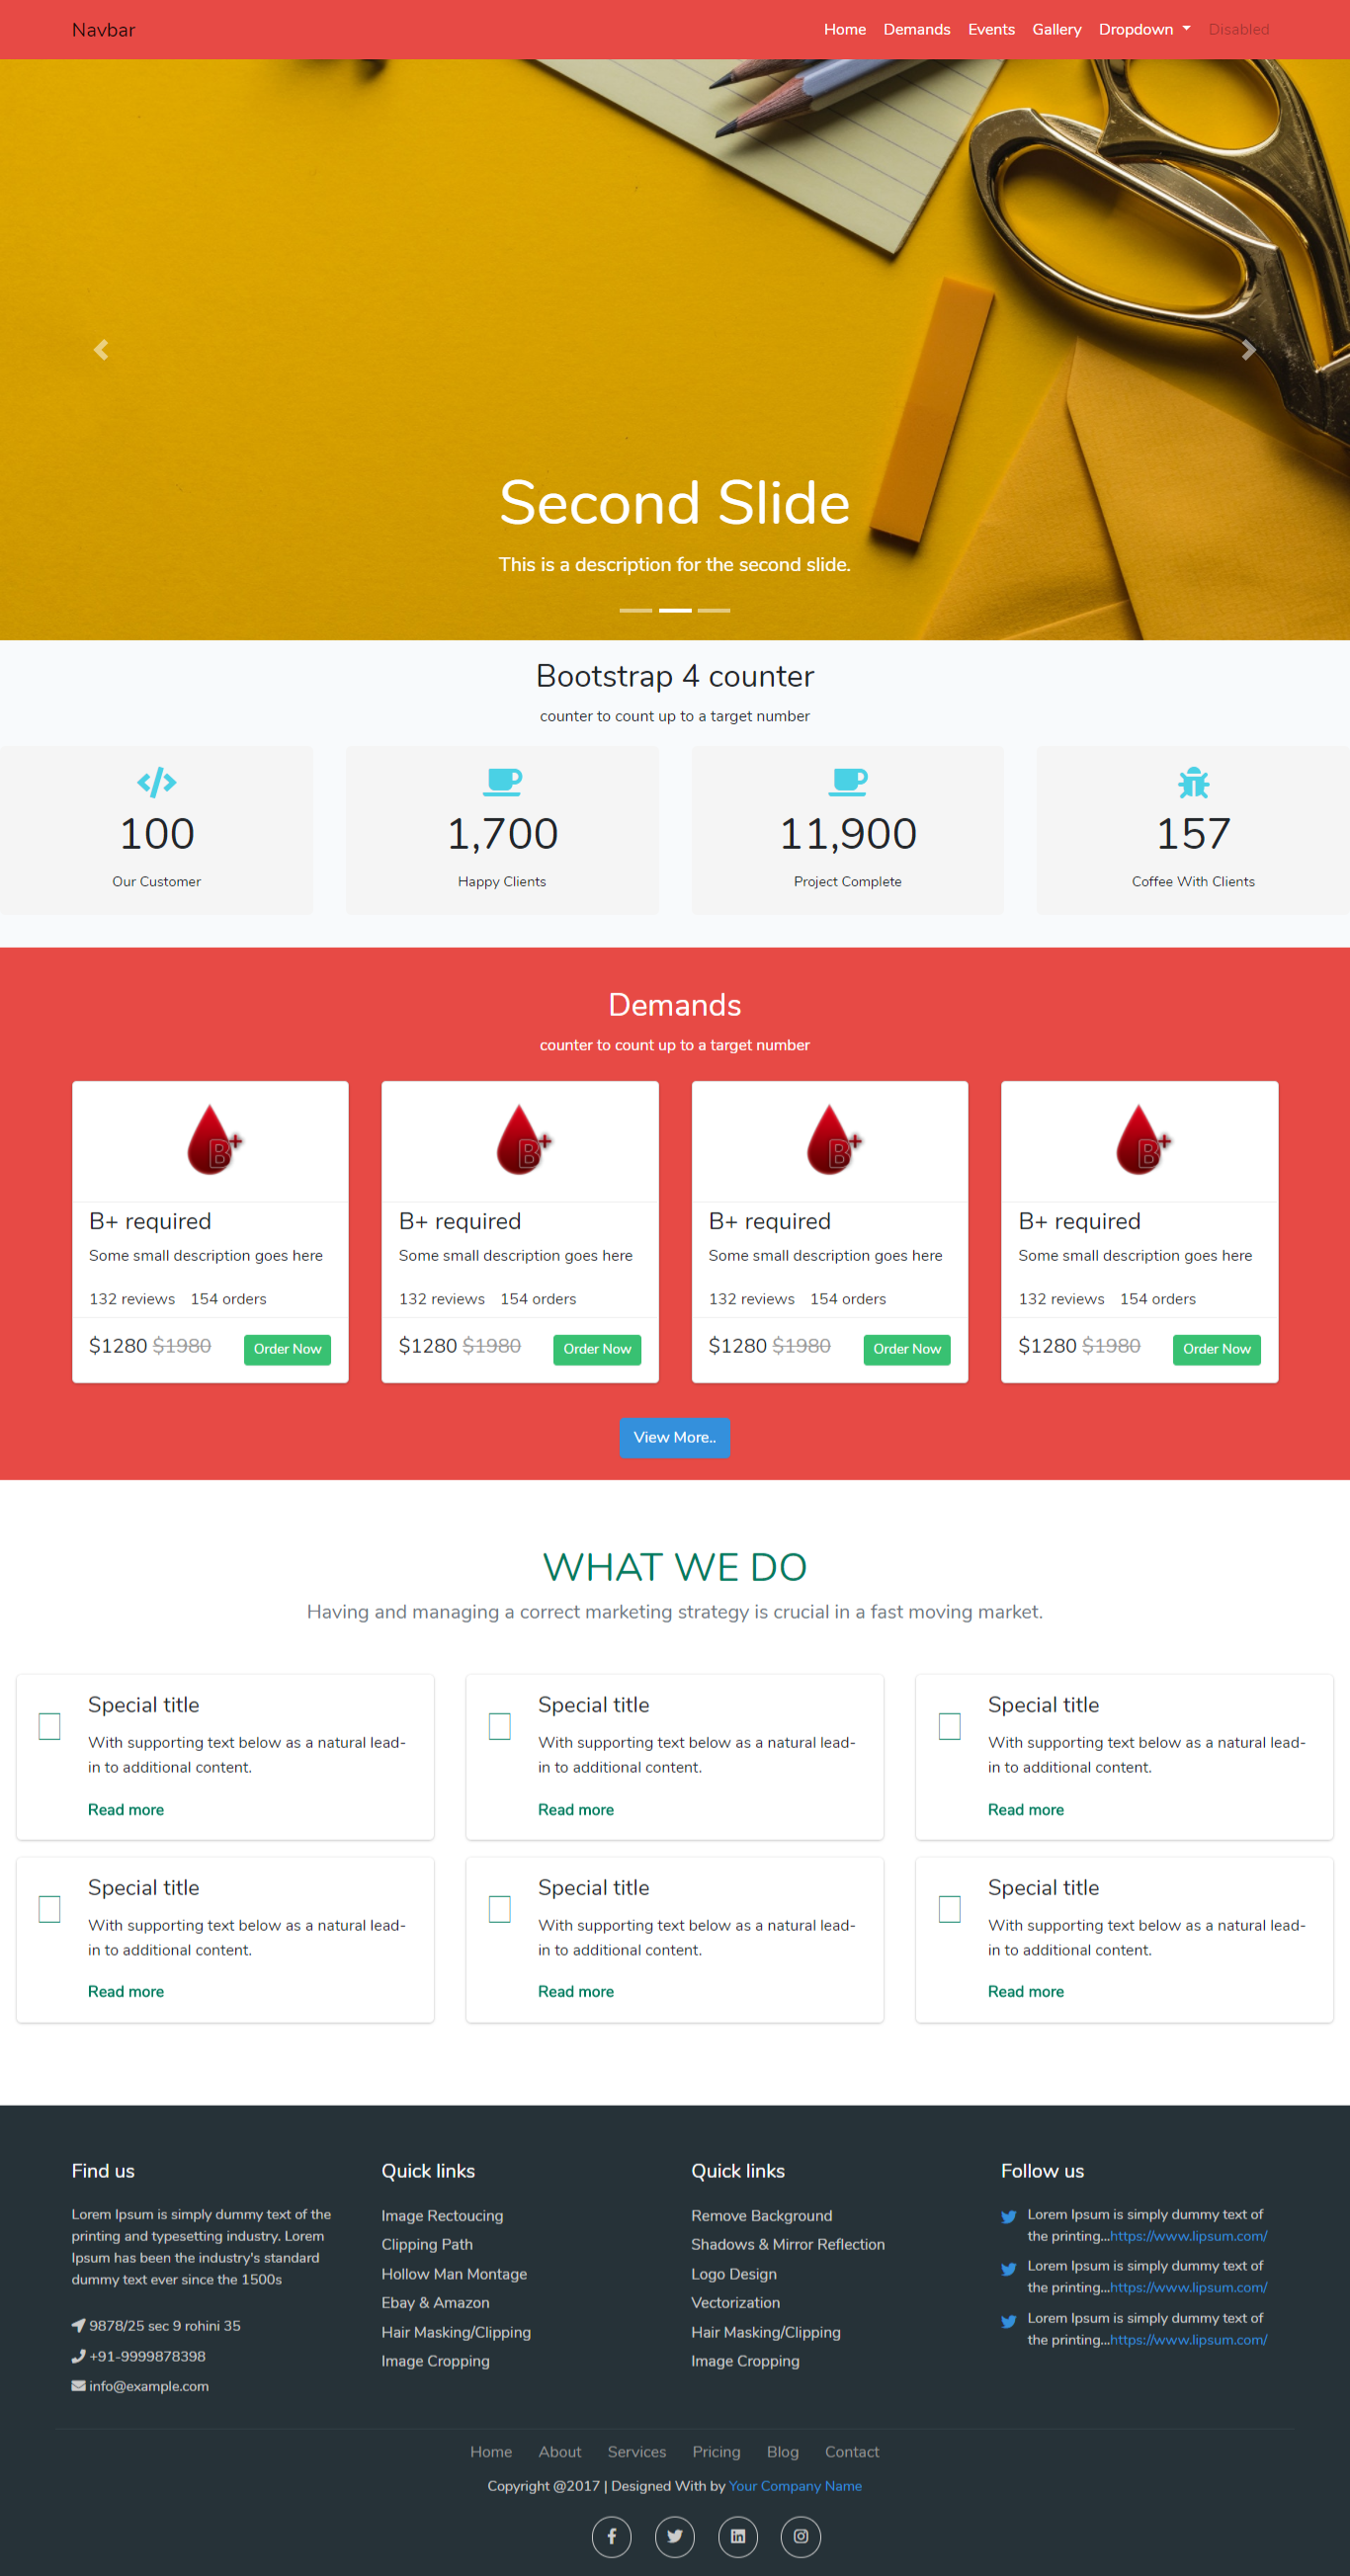 Navbar
Home Demands Events Gallery Dropdown Disabled
Second Slide
This is a description for the second slide.
Bootstrap 4 counter
counter to count up to a target number
100
Our Customer
1,700
Happy Clients
11,900
Project Complete
157
Coffee With Clients
Demands
counter to count up to a target number
B+
B+ required
Some small description goes here
132 reviews 154 orders
$1280 $1980 Order Now
B+
B+ required
Some small description goes here
132 reviews 154 orders
$1280 $1980 Order Now
B+
B+ required
Some small description goes here
132 reviews 154 orders
$1280 $1980 Order Now
B+
B+ required
Some small description goes here
132 reviews 154 orders
$1280 $1980 Order Now
View More..
WHAT WE DO
Having and managing a correct marketing strategy is crucial in a fast moving market.
Special title
With supporting text below as a natural lead-
in to additional content.
Read more
Special title
With supporting text below as a natural lead-
in to additional content.
Read more
Special title
With supporting text below as a natural lead-
in to additional content.
Read more
Special title
With supporting text below as a natural lead-
in to additional content.
Read more
Special title
With supporting text below as a natural lead-
in to additional content.
Read more
Special title
With supporting text below as a natural lead-
in to additional content.
Read more
Find us
Lorem Ipsum is simply dummy text of the
printing and typesetting industry. Lorem
Ipsum has been the industry's standard
dummy text ever since the 1500s
9878/25 sec 9 rohini 35
+91-9999878398
info@example.com
Quick links
Image Rectoucing
Clipping Path
Hollow Man Montage
Ebay & Amazon
Hair Masking/Clipping
Image Cropping
Quick links
Remove Background
Shadows & Mirror Reflection
Logo Design
Vectorization
Hair Masking/Clipping
Image Cropping
Follow us
Lorem Ipsum is simply dummy text of
the printing...https://www.lipsum.com/
Lorem Ipsum is simply dummy text of
the printing...https://www.lipsum.com/
Lorem Ipsum is simply dummy text of
the printing...https://www.lipsum.com/
Home About Services Pricing Blog Contact
Copyright @2017 | Designed With by Your Company Name